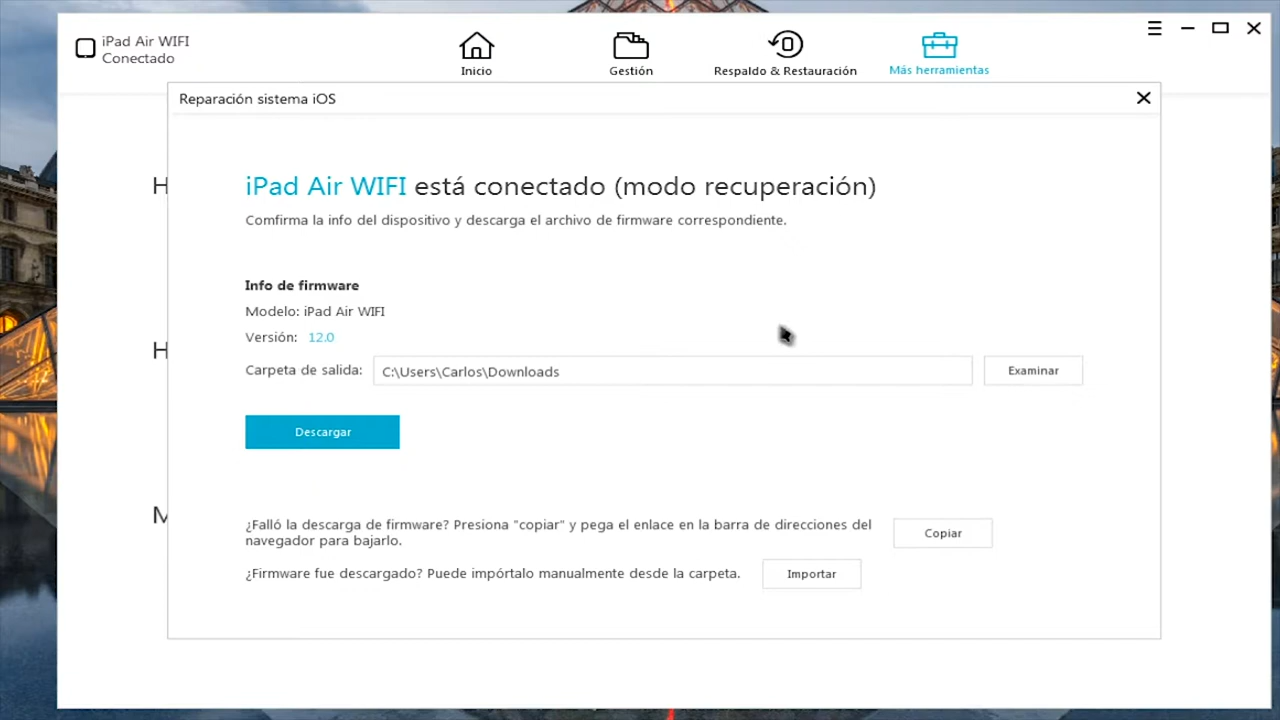 iPad Air WIFI
Conectado
Inicio
Gestión
Respaldo & Restauración
Más herramientas
Reparación sistema iOS
H
iPad Air WIFI está conectado (modo recuperación)
Comfirma la info del dispositivo y descarga el archivo de firmware correspondiente.
Info de firmware
Modelo: iPad Air WIFI
Versión: 12.0
H
Carpeta de salida: C:\Users\Carlos\Downloads Examinar
Descargar
M
¿Falló la descarga de firmware? Presiona "copiar" y pega el enlace en la barra de direcciones del
navegador para bajarlo.
Copiar
¿Firmware fue descargado? Puede impórtalo manualmente desde la carpeta. Importar